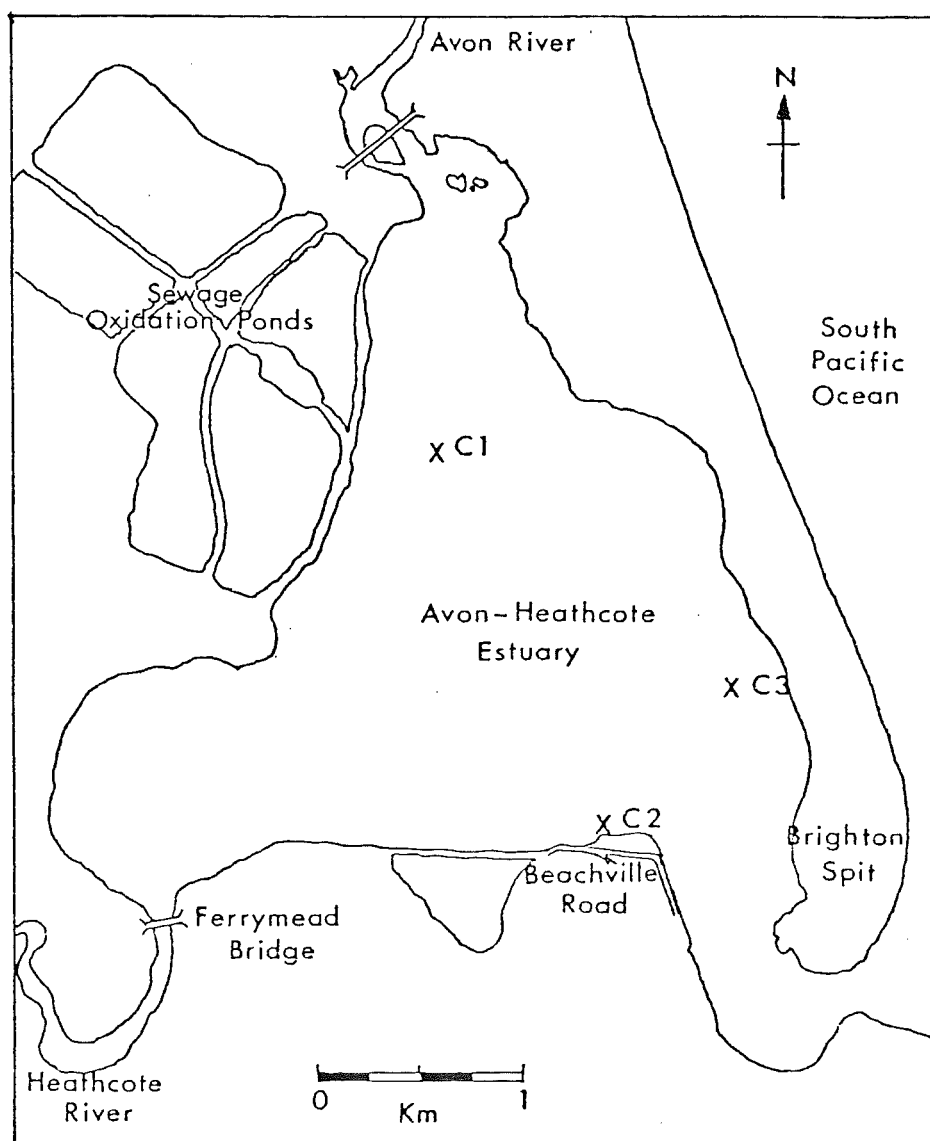 Avon River
N
Sewage
Oxidation Ponds
South
Pacific
Ocean
X C1
Avon-Heathcote
Estuary
X C3
X C2
Brighton
Spit
Beachville
Road
Ferrymead
Bridge
Heathcote
River
0 1
Km